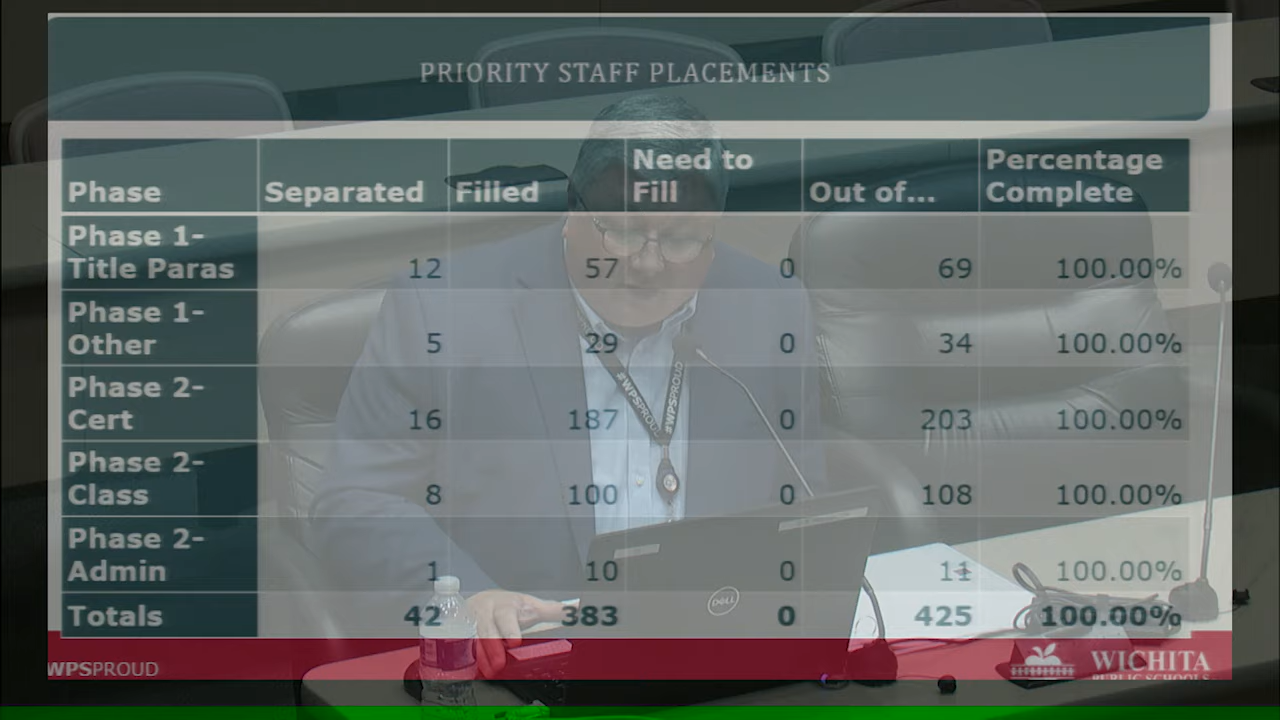 PRIORITY STAFF PLACEMENTS
Phase Separated Filled Need to Fill Out of... Percentage Complete
Phase 1-Title Paras 12 57 0 69 100.00%
Phase 1-Other 5 29 0 34 100.00%
Phase 2-Cert 16 187 0 203 100.00%
Phase 2-Class 8 100 0 108 100.00%
Phase 2-Admin 1 10 0 11 100.00%
Totals 42 383 0 425 100.00%
#WPSPROUD
#WPSPROUD
DELL
WPSPROUD
WICHITA
PUBLIC SCHOOLS